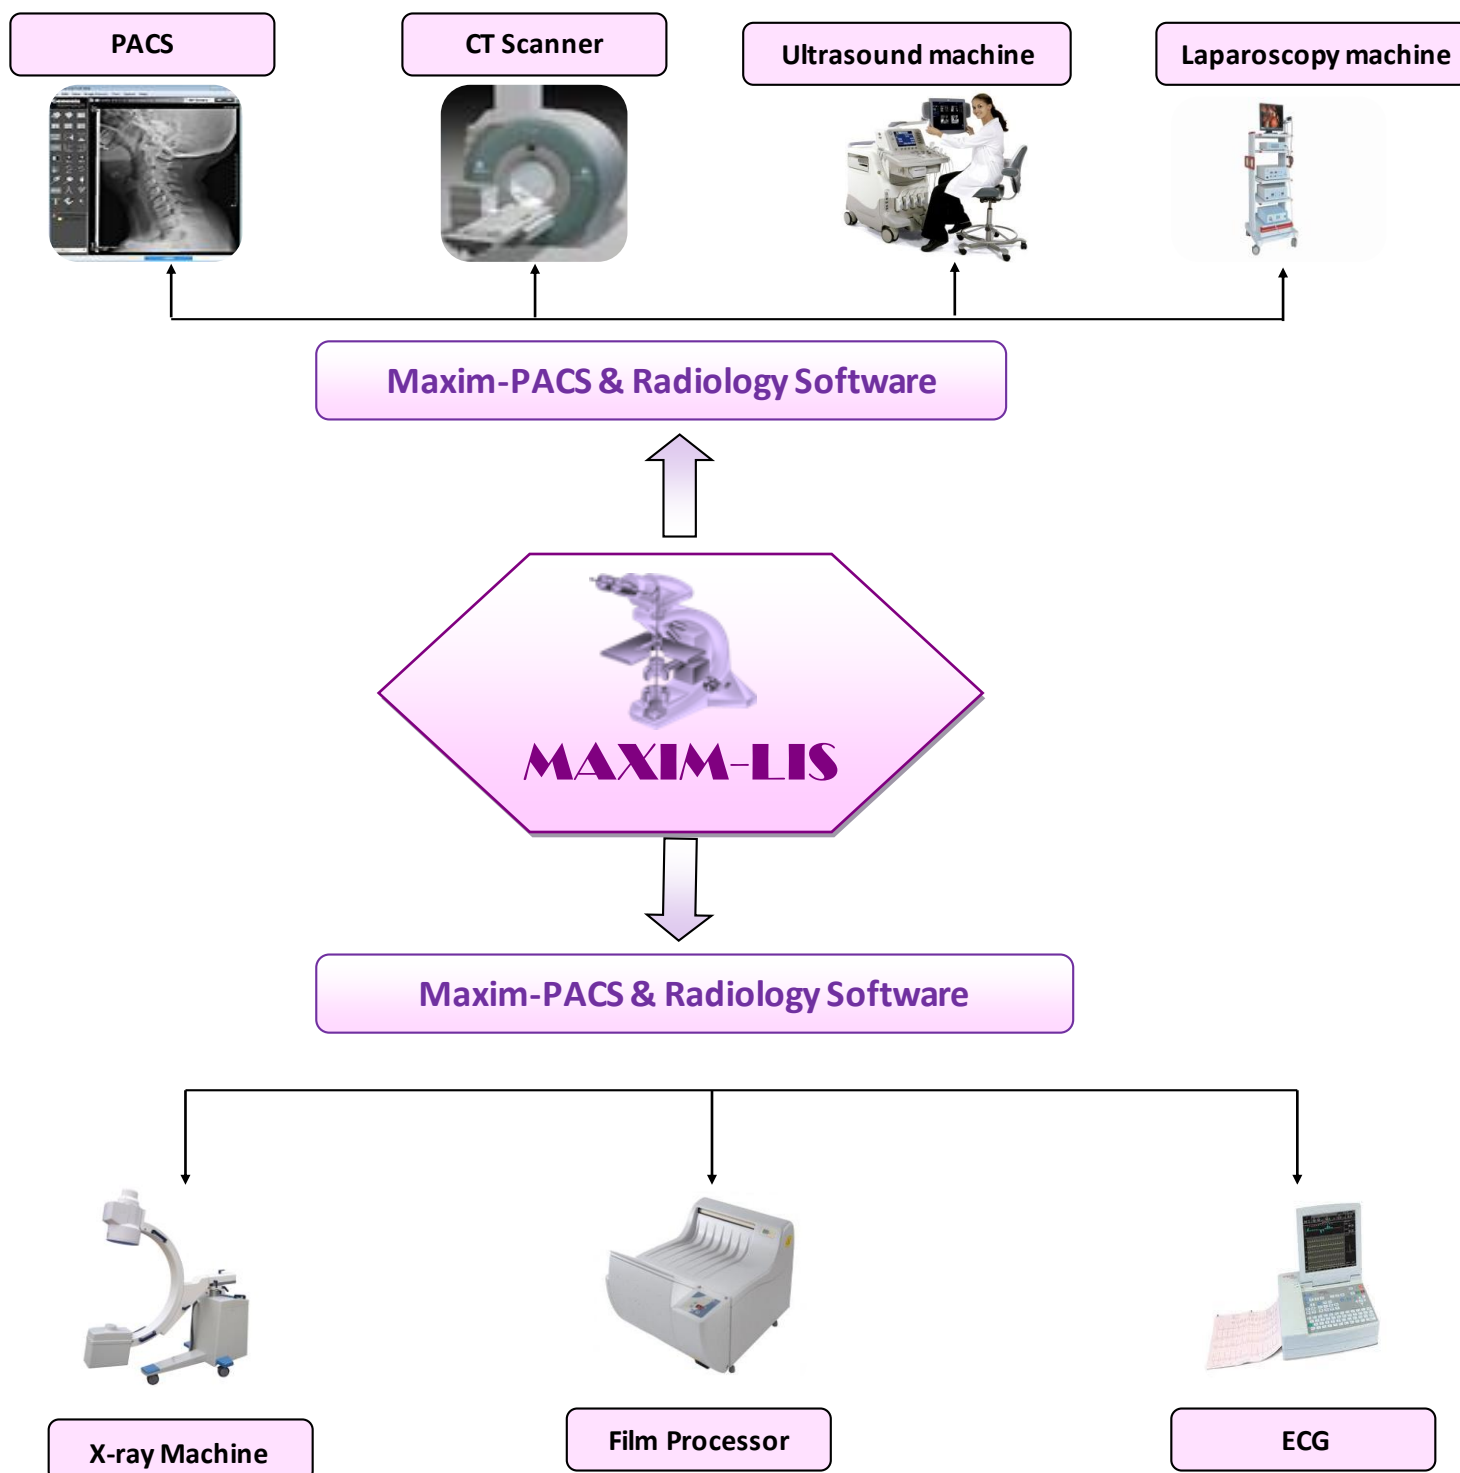 PACS
CT Scanner
Ultrasound machine
Laparoscopy machine
Maxim-PACS & Radiology Software
MAXIM-LIS
Maxim-PACS & Radiology Software
X-ray Machine
Film Processor
ECG